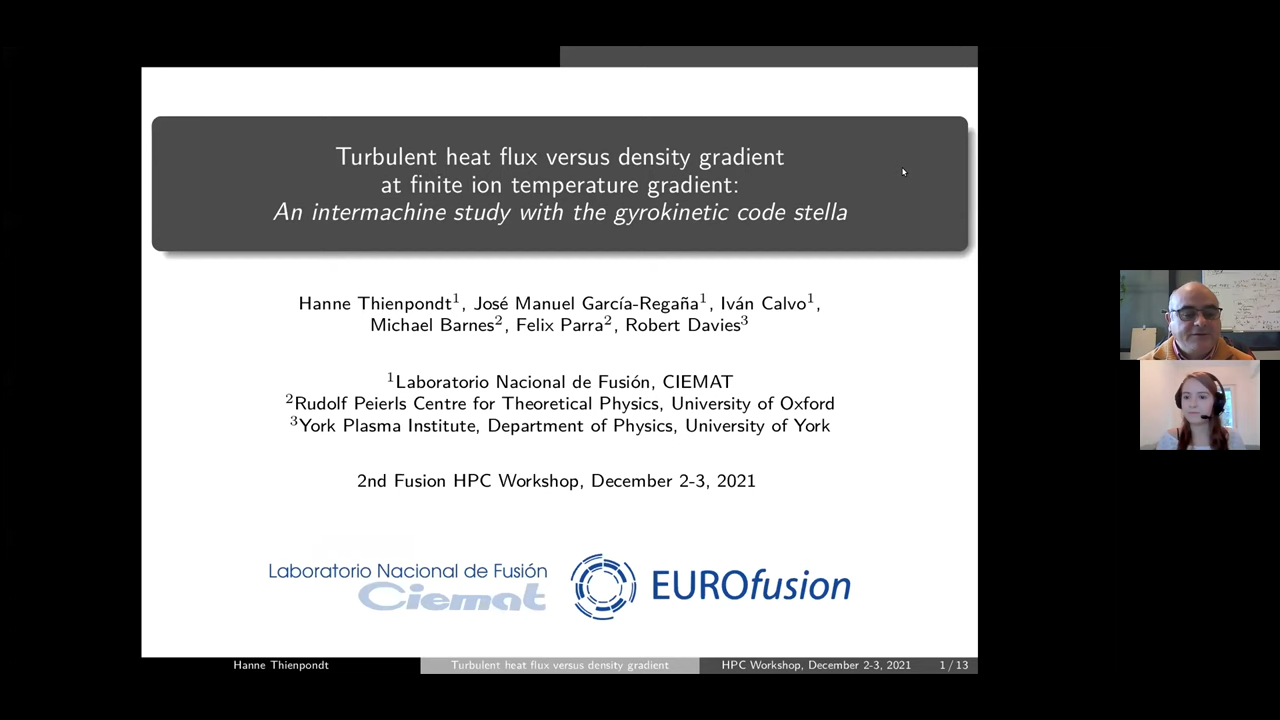 Turbulent heat flux versus density gradient
at finite ion temperature gradient:
An intermachine study with the gyrokinetic code stella
Hanne Thienpondt¹, José Manuel García-Regaña¹, Iván Calvo¹,
Michael Barnes², Felix Parra², Robert Davies³
¹Laboratorio Nacional de Fusión, CIEMAT
²Rudolf Peierls Centre for Theoretical Physics, University of Oxford
³York Plasma Institute, Department of Physics, University of York
2nd Fusion HPC Workshop, December 2-3, 2021
Laboratorio Nacional de Fusión
Ciemat
EUROfusion
Hanne Thienpondt Turbulent heat flux versus density gradient HPC Workshop, December 2-3, 2021 1 / 13